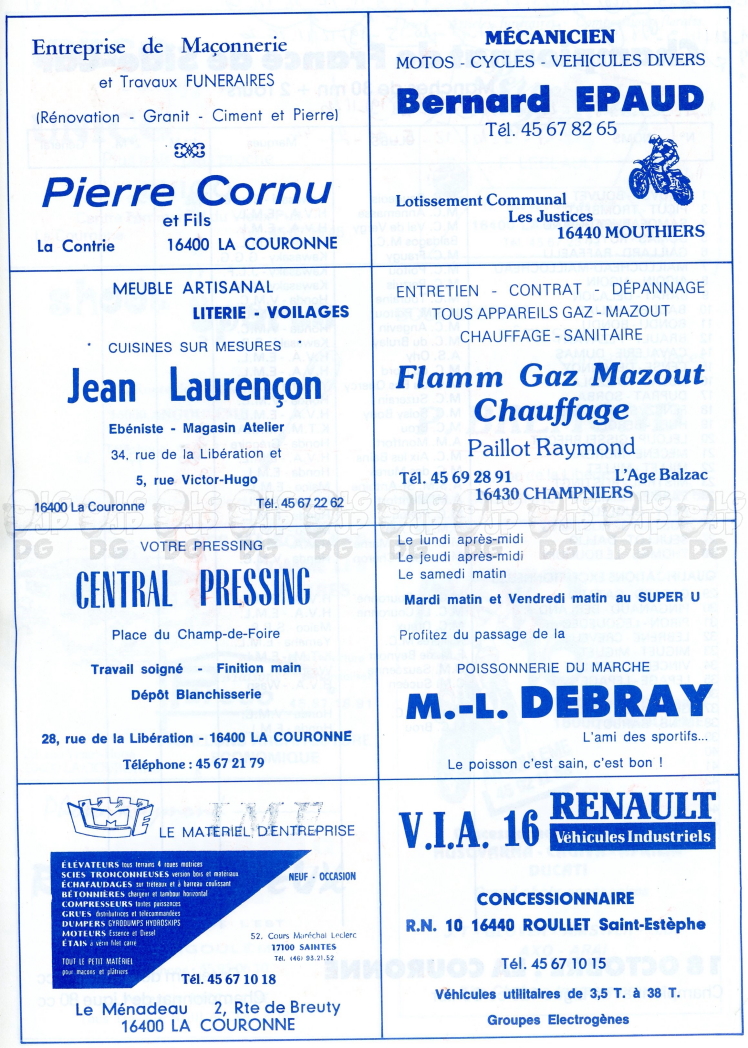 Entreprise de Maçonnerie
et Travaux FUNERAIRES
(Rénovation - Granit - Ciment et Pierre)
Pierre Cornu
et Fils
La Contrie 16400 LA COURONNE
MÉCANICIEN
MOTOS - CYCLES - VEHICULES DIVERS
Bernard EPAUD
Tél. 45 67 82 65
Lotissement Communal
Les Justices
16440 MOUTHIERS
MEUBLE ARTISANAL
LITERIE - VOILAGES
CUISINES SUR MESURES
Jean Laurençon
Ebéniste - Magasin Atelier
34, rue de la Libération et
5, rue Victor-Hugo
16400 La Couronne Tél. 45 67 22 62
ENTRETIEN - CONTRAT - DÉPANNAGE
TOUS APPAREILS GAZ - MAZOUT
CHAUFFAGE - SANITAIRE
Flamm Gaz Mazout
Chauffage
Paillot Raymond
Tél. 45 69 28 91 L'Age Balzac
16430 CHAMPNIERS
VOTRE PRESSING
CENTRAL PRESSING
Place du Champ-de-Foire
Travail soigné - Finition main
Dépôt Blanchisserie
28, rue de la Libération - 16400 LA COURONNE
Téléphone : 45 67 21 79
Le lundi après-midi
Le jeudi après-midi
Le samedi matin
Mardi matin et Vendredi matin au SUPER U
Profitez du passage de la
POISSONNERIE DU MARCHE
M.-L. DEBRAY
L'ami des sportifs...
Le poisson c'est sain, c'est bon !
LME
LE MATERIEL D'ENTREPRISE
ÉLÉVATEURS tous terrains 4 roues motrices
SCIES TRONCONNEUSES version bois et matériaux
ÉCHAFAUDAGES sur tréteaux et à barreau coulissant
BÉTONNIÈRES chargeur et tambour horizontal
COMPRESSEURS toutes puissances
GRUES distributrices et télécommandées
DUMPERS GYRODUMPS HYDROSKIPS
MOTEURS Essence et Diesel
ÉTAIS à vérin filet carré
TOUT LE PETIT MATÉRIEL
pour maçons et plâtriers
NEUF - OCCASION
52, Cours Maréchal Leclerc
17100 SAINTES
Tél. (46) 93.21.52
Tél. 45 67 10 18
Le Ménadeau 2, Rte de Breuty
16400 LA COURONNE
V.I.A. 16 RENAULT
Véhicules Industriels
CONCESSIONNAIRE
R.N. 10 16440 ROULLET Saint-Estèphe
Tél. 45 67 10 15
Véhicules utilitaires de 3,5 T. à 38 T.
Groupes Electrogènes